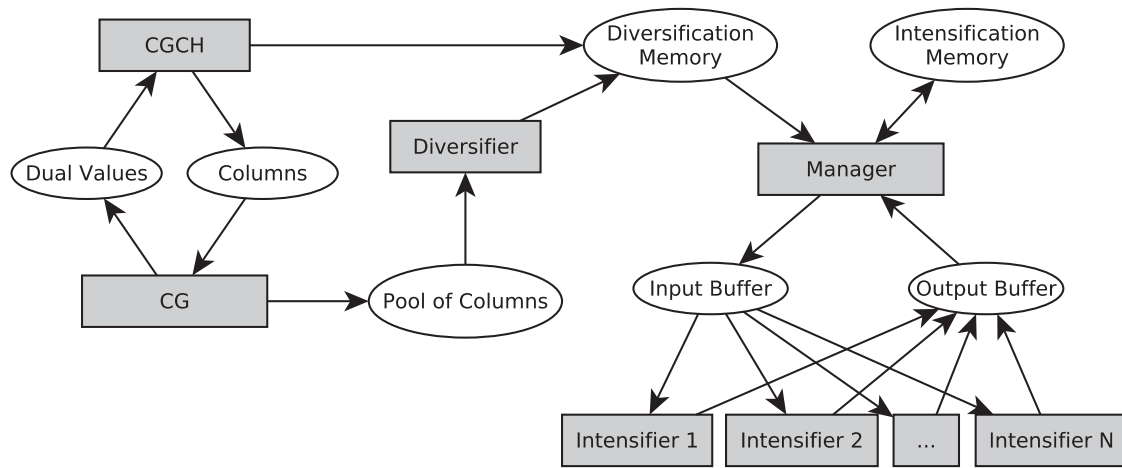 CGCH
Diversification
Memory
Intensification
Memory
Diversifier
Dual Values
Columns
Manager
CG
Pool of Columns
Input Buffer
Output Buffer
Intensifier 1
Intensifier 2
...
Intensifier N